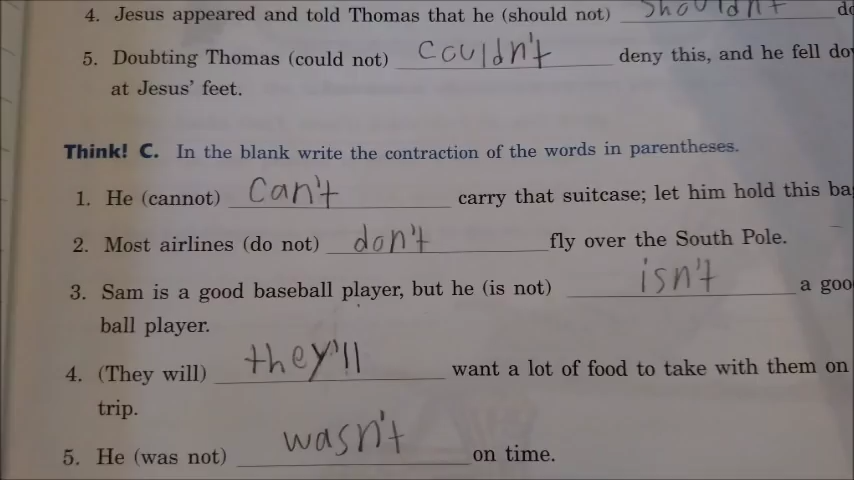 4. Jesus appeared and told Thomas that he (should not) shouldn't
5. Doubting Thomas (could not) couldn't deny this, and he fell
at Jesus' feet.
Think! C. In the blank write the contraction of the words in parentheses.
1. He (cannot) can't carry that suitcase; let him hold this
2. Most airlines (do not) don't fly over the South Pole.
3. Sam is a good baseball player, but he (is not) isn't a
ball player.
4. (They will) they'll want a lot of food to take with them on
trip.
5. He (was not) wasn't on time.